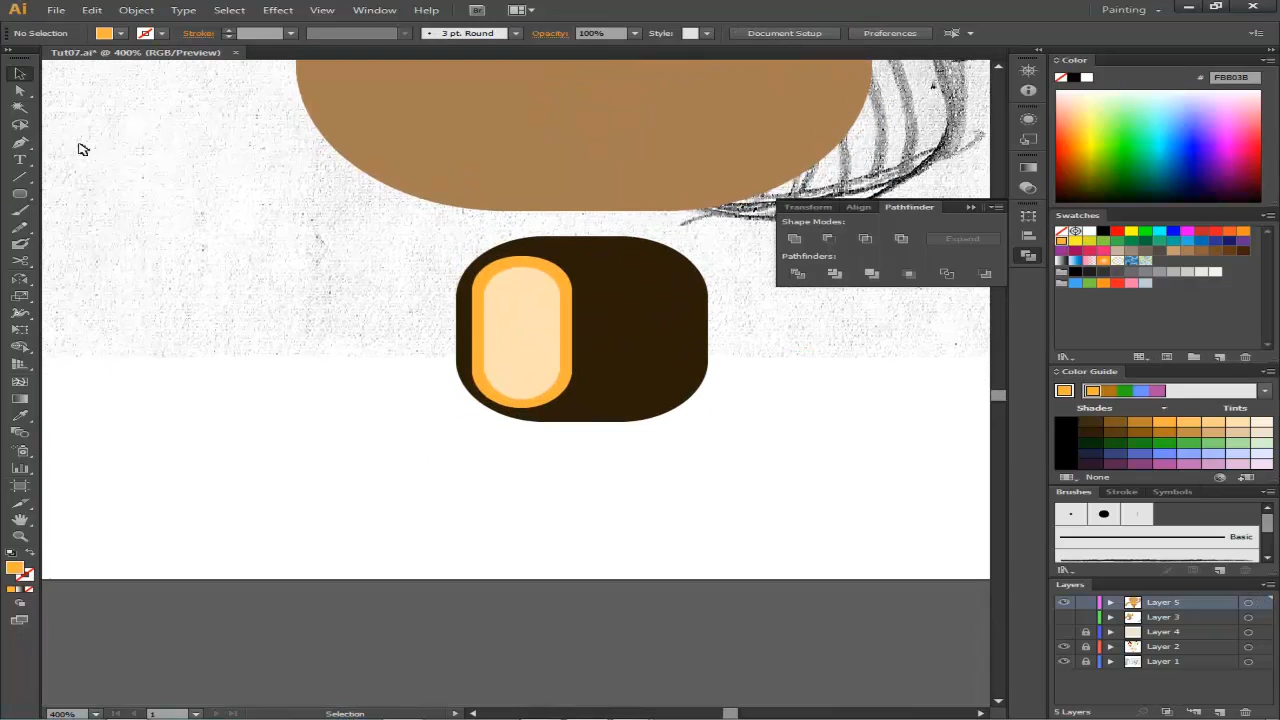 Ai File Edit Object Type Select Effect View Window Help Br Painting
No Selection Stroke: 3 pt. Round Opacity: 100% Style: Document Setup Preferences
Tut07.ai* @ 400% (RGB/Preview) ×
Color
# FBB03B
Transform Align Pathfinder
Shape Modes:
Expand
Pathfinders:
Swatches
Color Guide
Shades Tints
None
Brushes Stroke Symbols
Basic
Layers
Layer 5
Layer 3
Layer 4
Layer 2
Layer 1
5 Layers
400% 1 Selection